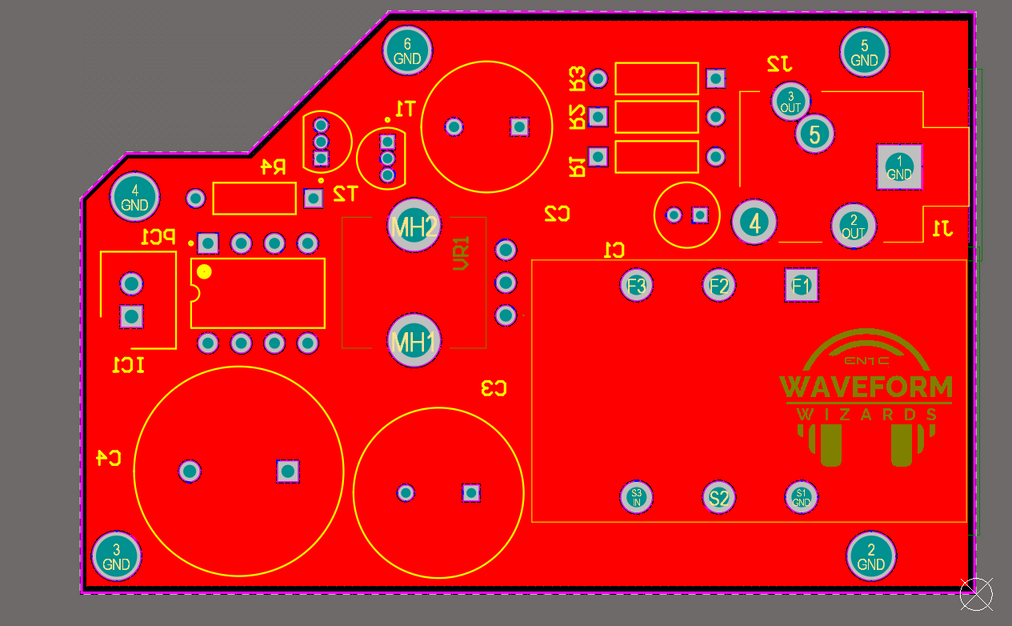 6
GND
5
GND
J2
R3
R2
R1
T1
3
OUT
5
1
GND
R4
T2
4
GND
C2
4
2
OUT
J1
PC1
MH2
VR1
C1
F3
F2
F1
MH1
IC1
EN1C
WAVEFORM
WIZARDS
C3
C4
S3
IN
S2
S1
GND
3
GND
2
GND